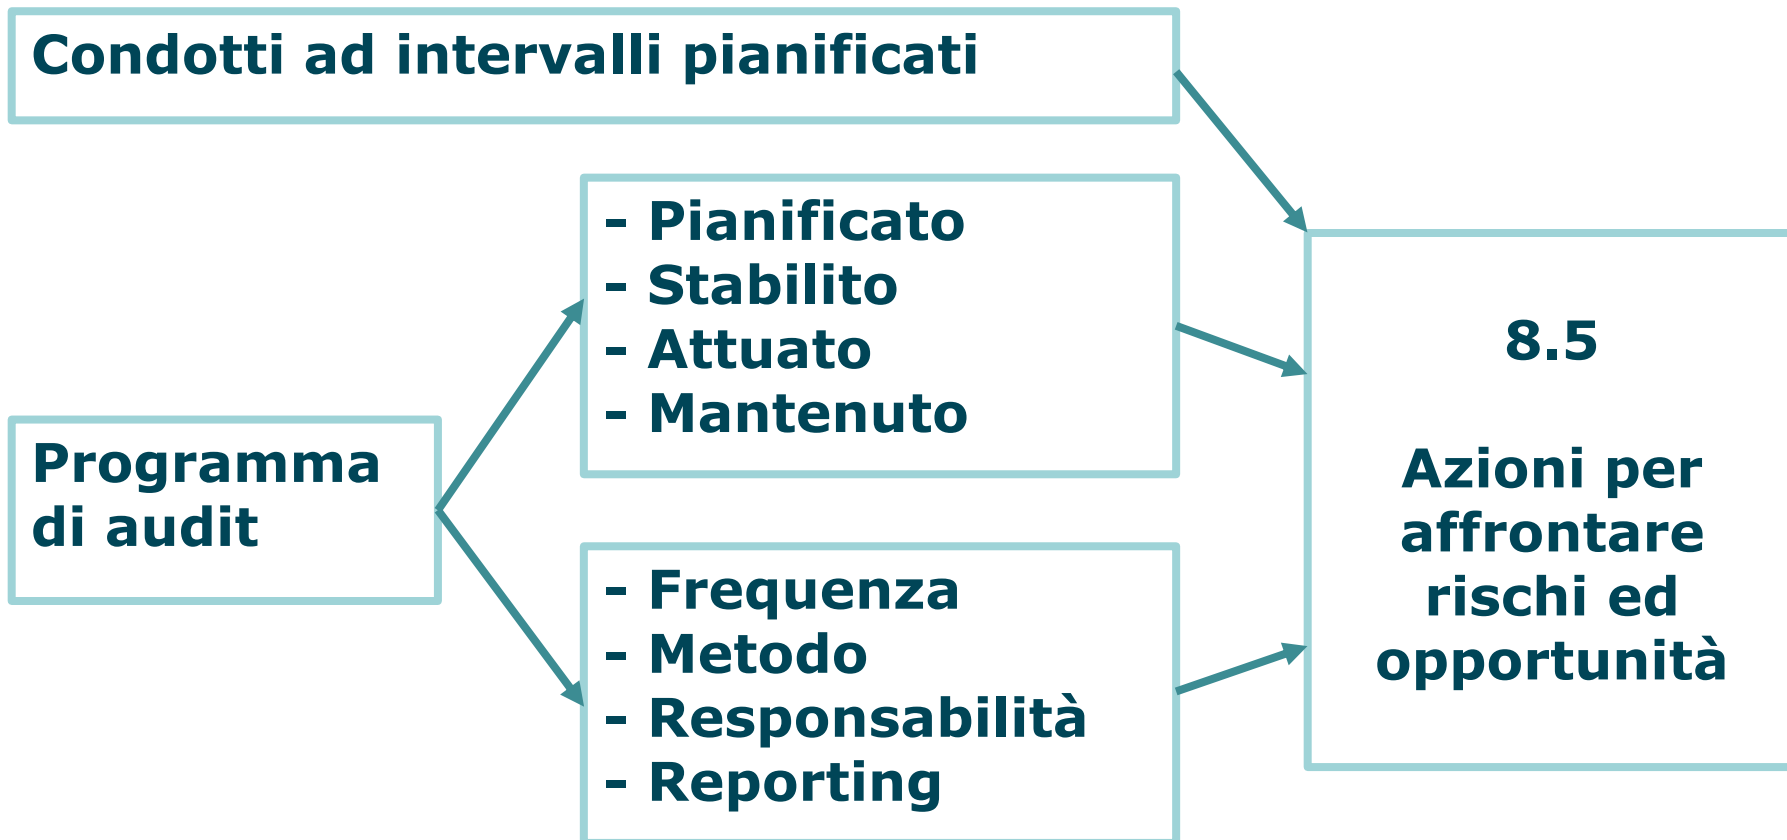 Condotti ad intervalli pianificati
- Pianificato
- Stabilito
- Attuato
- Mantenuto
Programma
di audit
- Frequenza
- Metodo
- Responsabilità
- Reporting
8.5
Azioni per
affrontare
rischi ed
opportunità